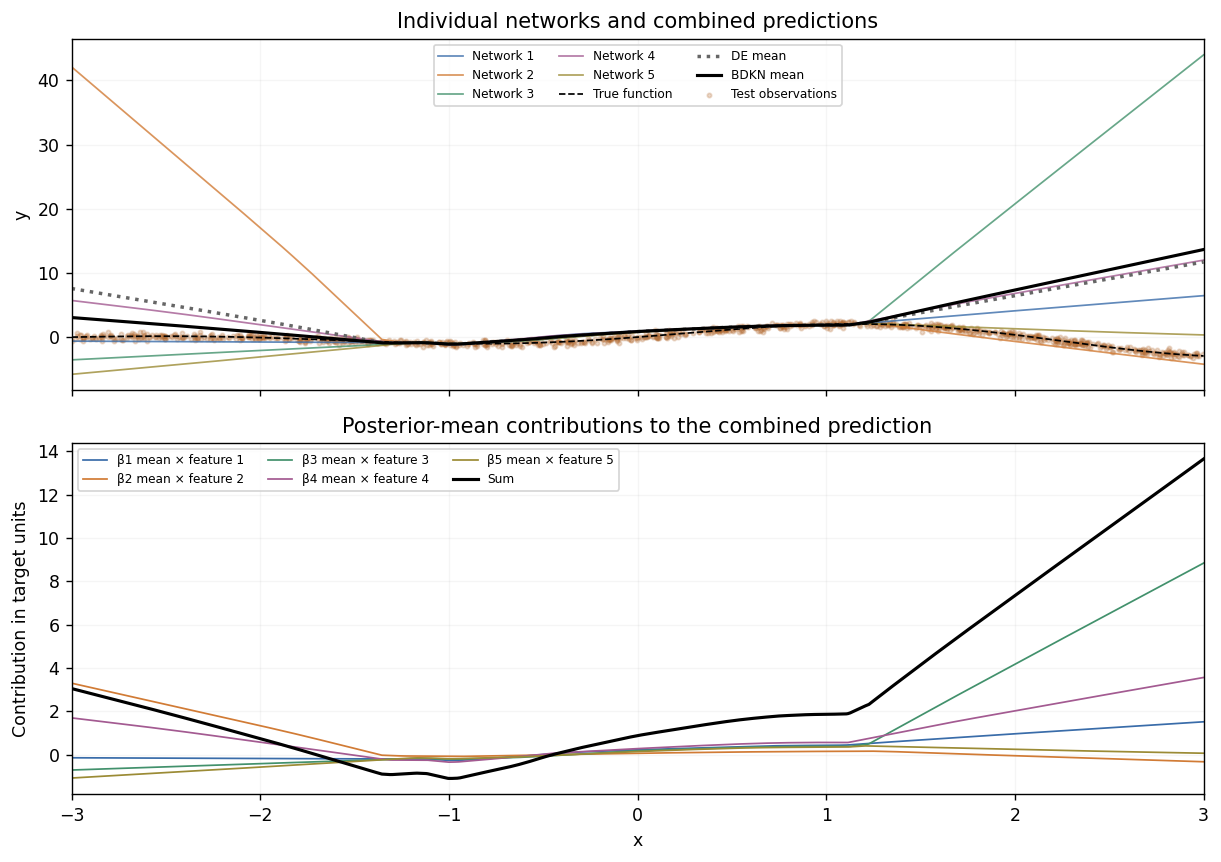 Individual networks and combined predictions
Network 1
Network 2
Network 3
Network 4
Network 5
True function
DE mean
BDKN mean
Test observations
y
40
30
20
10
0
Posterior-mean contributions to the combined prediction
β1 mean × feature 1
β2 mean × feature 2
β3 mean × feature 3
β4 mean × feature 4
β5 mean × feature 5
Sum
Contribution in target units
14
12
10
8
6
4
2
0
−3 −2 −1 0 1 2 3
x